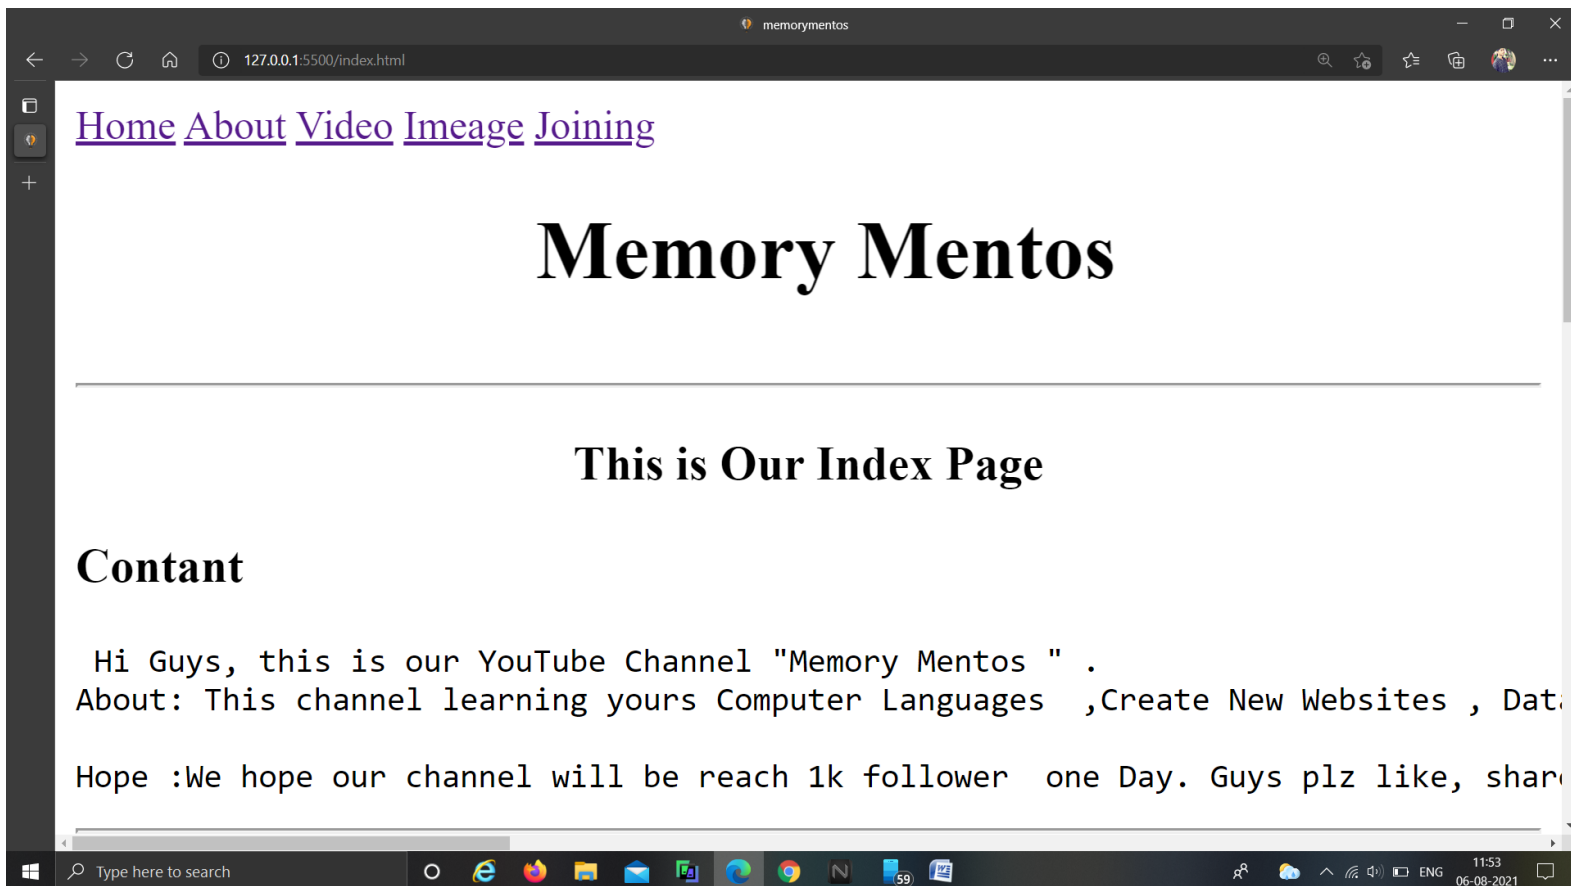 memorymentos
127.0.0.1:5500/index.html
Home About Video Imeage Joining
Memory Mentos
This is Our Index Page
Contant
Hi Guys, this is our YouTube Channel "Memory Mentos " .
About: This channel learning yours Computer Languages  ,Create New Websites , Data
Hope :We hope our channel will be reach 1k follower  one Day. Guys plz like, share
Type here to search
59
ENG
11:53
06-08-2021